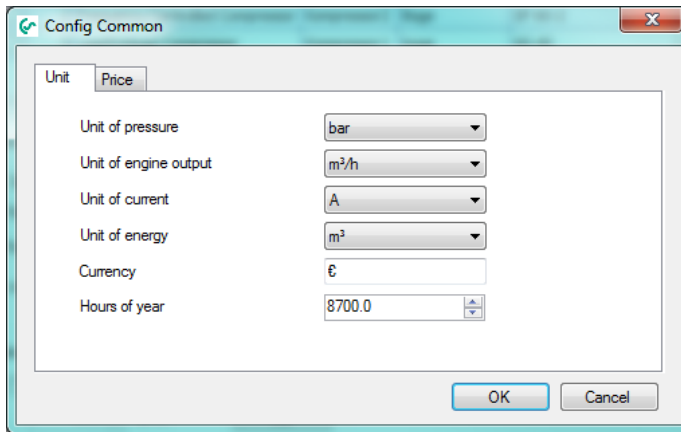 Config Common
Unit Price
Unit of pressure bar
Unit of engine output m³/h
Unit of current A
Unit of energy m³
Currency €
Hours of year 8700.0
OK Cancel